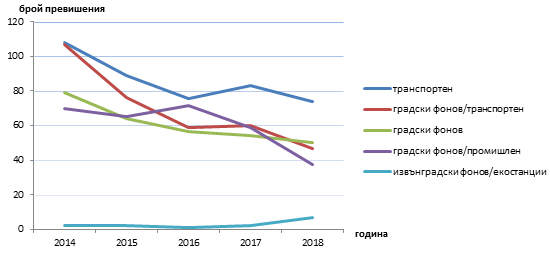 брой превишения
120
100
80
60
40
20
0
2014 2015 2016 2017 2018
година
транспортен
градски фонов/транспортен
градски фонов
градски фонов/промишлен
извънградски фонов/екостанции